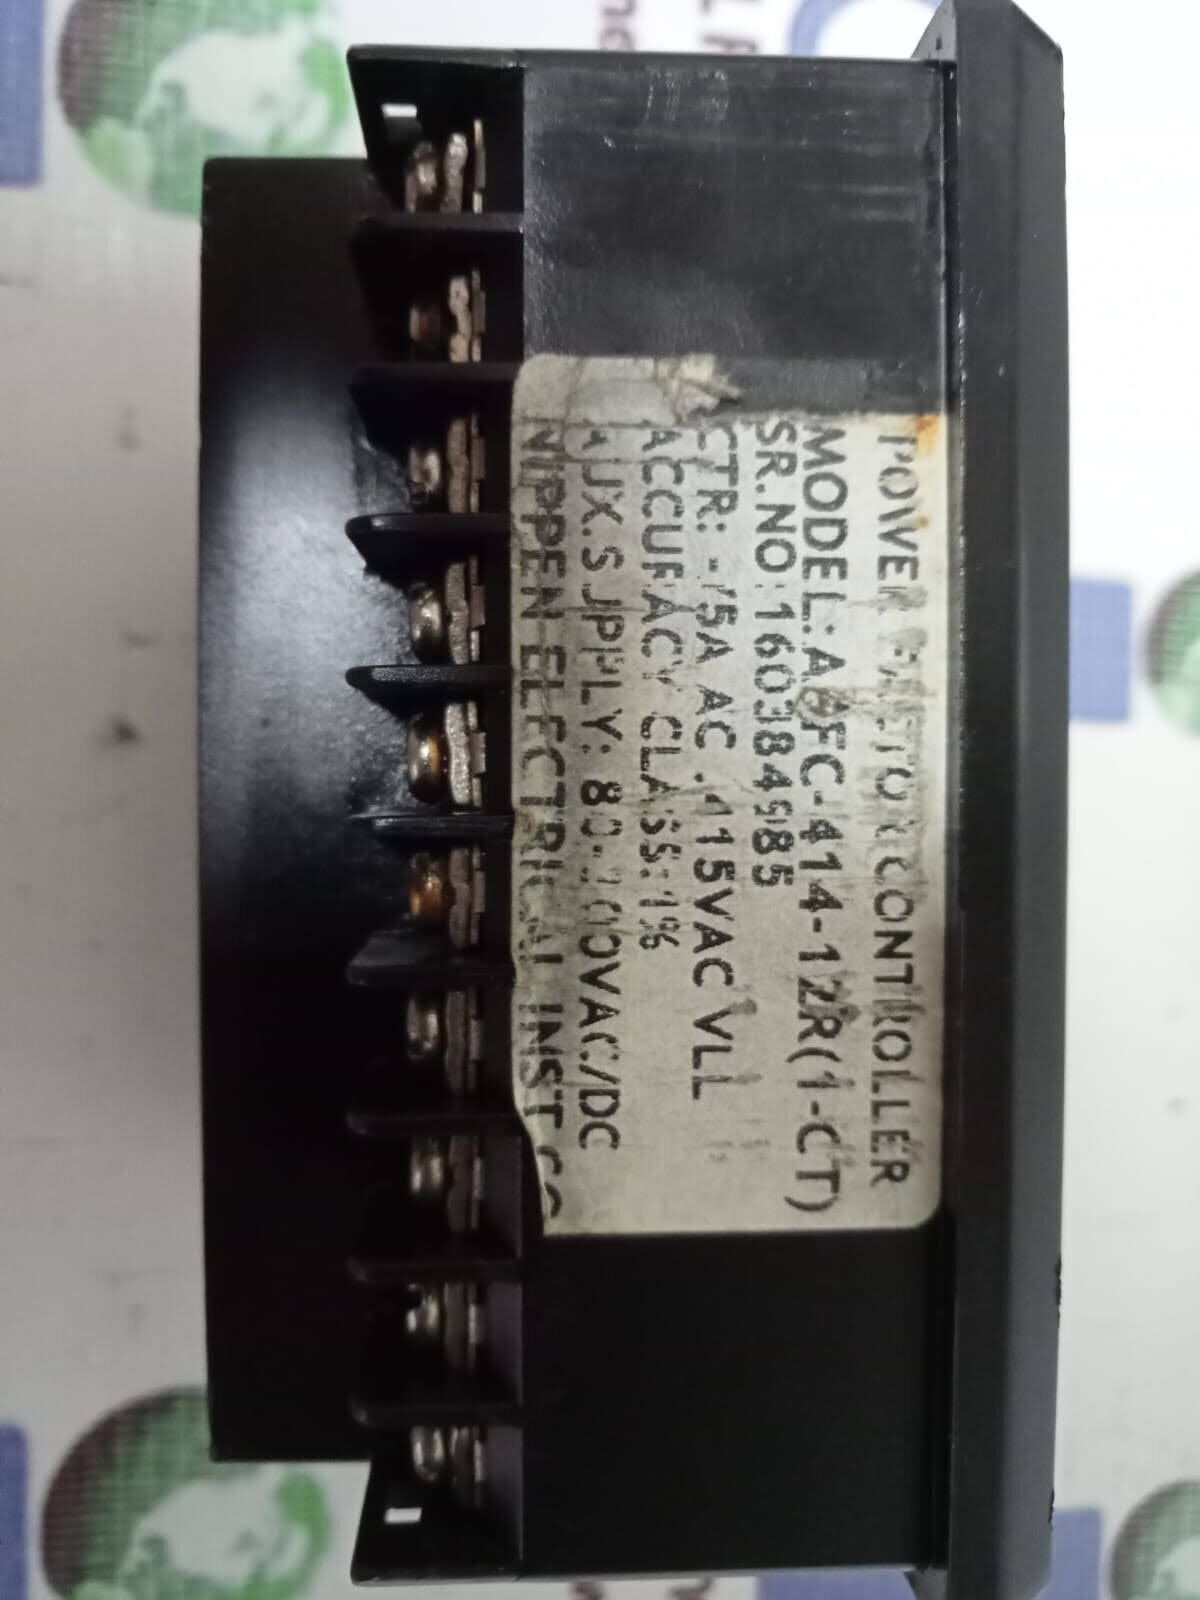 POWER FACTOR CONTROLLER
MODEL: APFC-414-12R(1-CT)
SR.NO:160384985
CTR: -/5A AC ,415VAC VLL
ACCURACY CLASS:1%
AUX.SUPPLY: 80..300VAC/DC
NIPPEN ELECTRICAL INST CO